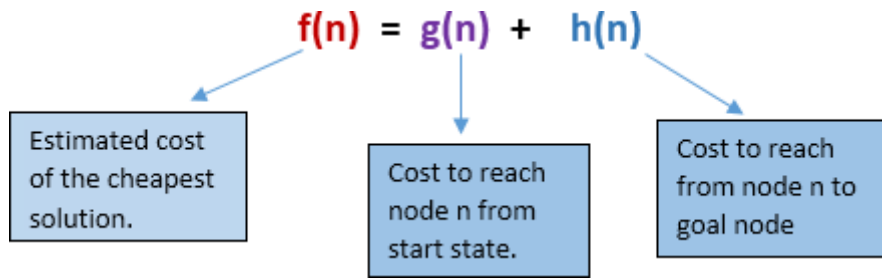 f(n) = g(n) + h(n)
Estimated cost
of the cheapest
solution.
Cost to reach
node n from
start state.
Cost to reach
from node n to
goal node